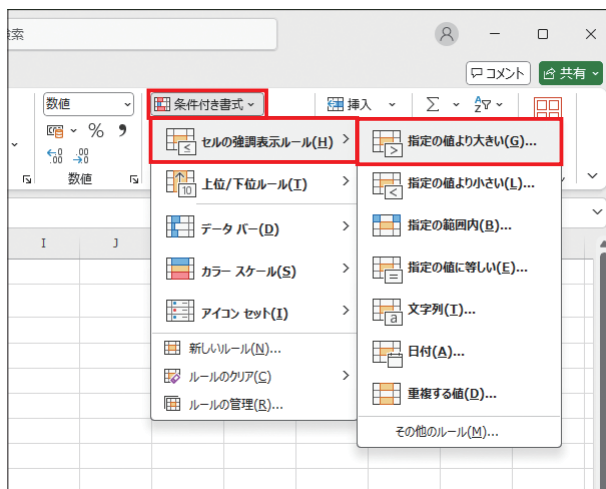 索
コメント
共有
数値
条件付き書式
挿入
% 9
.00
.00
数値
セルの強調表示ルール(H)
指定の値より大きい(G)...
上位/下位ルール(T)
10
指定の値より小さい(L)...
データ バー(D)
指定の範囲内(B)...
I
J
カラー スケール(S)
指定の値に等しい(E)...
アイコン セット(I)
文字列(T)...
a
新しいルール(N)...
日付(A)...
ルールのクリア(C)
重複する値(D)...
ルールの管理(R)...
その他のルール(M)...